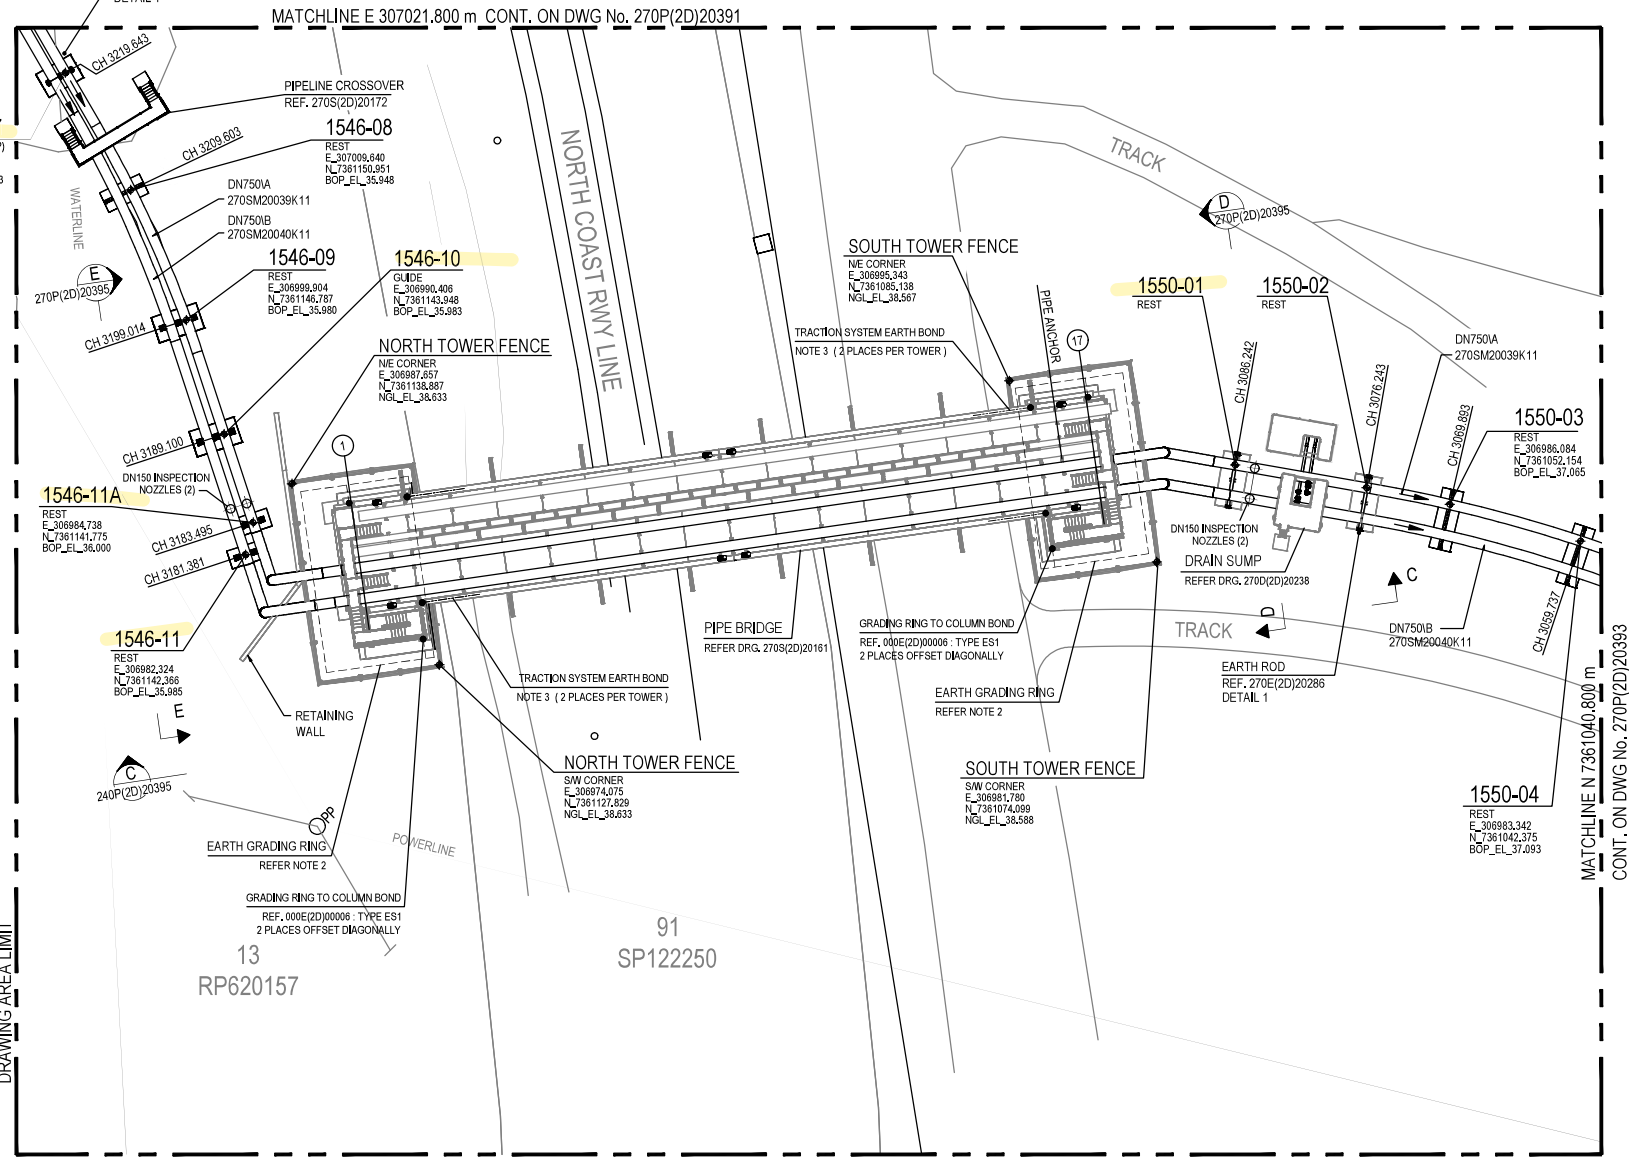 DETAIL 1
MATCHLINE E 307021.800 m CONT. ON DWG No. 270P(2D)20391
CH 3219.643
PIPELINE CROSSOVER
REF. 270S(2D)20172
1546-08
REST
E_307009.640
N_7361150.951
BOP_EL_35.948
CH 3209.603
WATERLINE
DN750\A
270SM20039K11
DN750\B
270SM20040K11
1546-09
REST
E_306999.904
N_7361146.787
BOP_EL_35.980
E
270P(2D)20395
CH 3199.014
1546-10
GUIDE
E_306990.406
N_7361143.948
BOP_EL_35.983
NORTH TOWER FENCE
N/E CORNER
E_306987.657
N_7361138.887
NGL_EL_38.633
CH 3189.100
DN150 INSPECTION
NOZZLES (2)
1546-11A
REST
E_306984.738
N_7361141.775
BOP_EL_36.000
CH 3183.495
CH 3181.381
1546-11
REST
E_306982.324
N_7361142.366
BOP_EL_35.985
E
C
240P(2D)20395
RETAINING
WALL
1
NORTH COAST RWY LINE
SOUTH TOWER FENCE
N/E CORNER
E_306995.343
N_7361085.138
NGL_EL_38.567
TRACTION SYSTEM EARTH BOND
NOTE 3 ( 2 PLACES PER TOWER )
PIPE ANCHOR
17
TRACK
D
270P(2D)20395
1550-01
REST
1550-02
REST
CH 3086.242
CH 3076.243
DN750\A
270SM20039K11
CH 3069.893
1550-03
REST
E_306986.084
N_7361052.154
BOP_EL_37.065
DN150 INSPECTION
NOZZLES (2)
DRAIN SUMP
REFER DRG. 270D(2D)20238
C
D
TRACK
DN750\B
270SM20040K11
CH 3059.737
EARTH ROD
REF. 270E(2D)20286
DETAIL 1
PIPE BRIDGE
REFER DRG. 270S(2D)20161
GRADING RING TO COLUMN BOND
REF. 000E(2D)00006 : TYPE ES1
2 PLACES OFFSET DIAGONALLY
EARTH GRADING RING
REFER NOTE 2
TRACTION SYSTEM EARTH BOND
NOTE 3 ( 2 PLACES PER TOWER )
NORTH TOWER FENCE
S/W CORNER
E_306974.075
N_7361127.829
NGL_EL_38.633
SOUTH TOWER FENCE
S/W CORNER
E_306981.780
N_7361074.099
NGL_EL_38.588
1550-04
REST
E_306983.342
N_7361042.375
BOP_EL_37.093
MATCHLINE N 7361040.800 m
CONT. ON DWG No. 270P(2D)20393
PP
POWERLINE
EARTH GRADING RING
REFER NOTE 2
GRADING RING TO COLUMN BOND
REF. 000E(2D)00006 : TYPE ES1
2 PLACES OFFSET DIAGONALLY
13
RP620157
91
SP122250
DRAWING AREA LIMIT